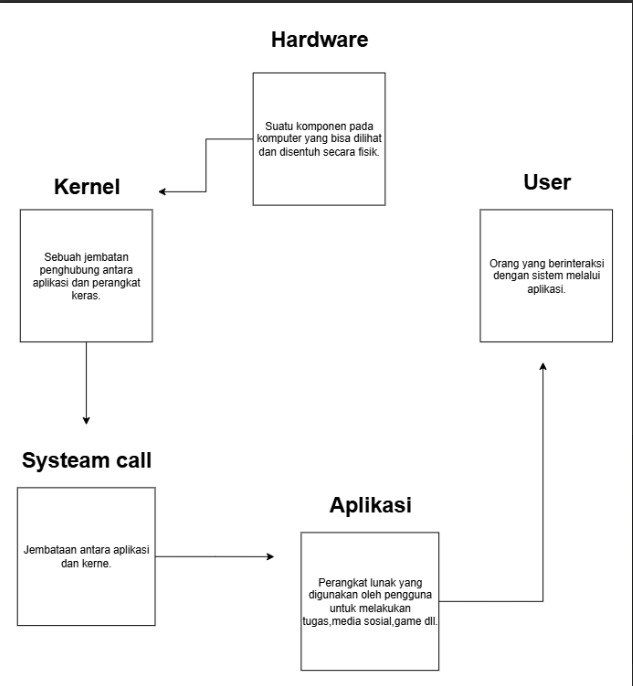 Hardware
Suatu komponen pada
komputer yang bisa dilihat
dan disentuh secara fisik.
Kernel
Sebuah jembatan
penghubung antara
aplikasi dan perangkat
keras.
User
Orang yang berinteraksi
dengan sistem melalui
aplikasi.
Systeam call
Jembataan antara aplikasi
dan kerne.
Aplikasi
Perangkat lunak yang
digunakan oleh pengguna
untuk melakukan
tugas,media sosial,game dll.